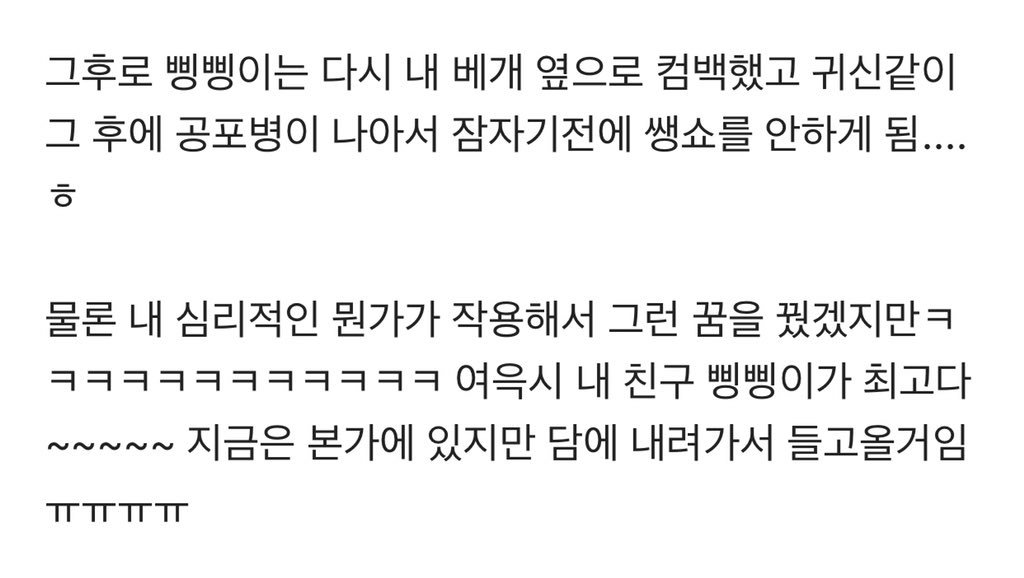 그후로 삥삥이는 다시 내 베개 옆으로 컴백했고 귀신같이
그 후에 공포병이 나아서 잠자기전에 쌩쇼를 안하게 됨....
ㅎ
물론 내 심리적인 뭔가가 작용해서 그런 꿈을 꿨겠지만ㅋ
ㅋㅋㅋㅋㅋㅋㅋㅋㅋㅋㅋ 여윽시 내 친구 삥삥이가 최고다
~~~~~ 지금은 본가에 있지만 담에 내려가서 들고올거임
ㅠㅠㅠㅠ